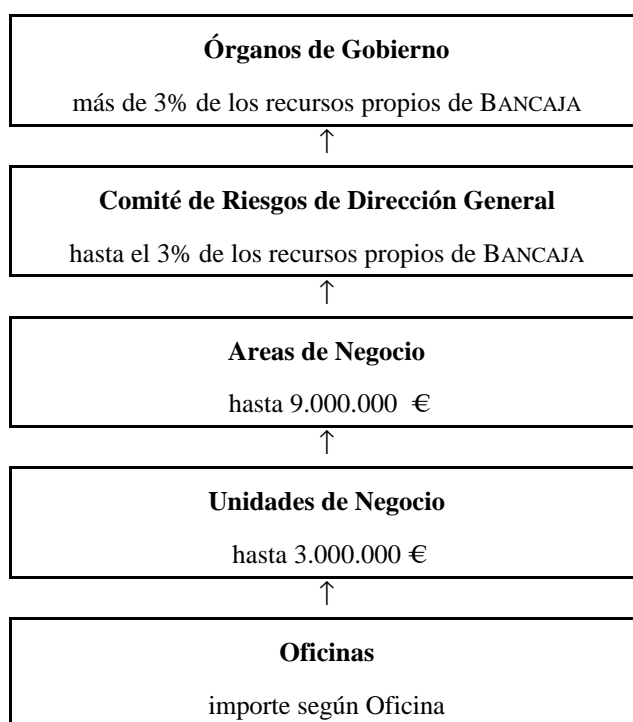 Órganos de Gobierno
más de 3% de los recursos propios de BANCAJA
↑
Comité de Riesgos de Dirección General
hasta el 3% de los recursos propios de BANCAJA
↑
Areas de Negocio
hasta 9.000.000 €
↑
Unidades de Negocio
hasta 3.000.000 €
↑
Oficinas
importe según Oficina